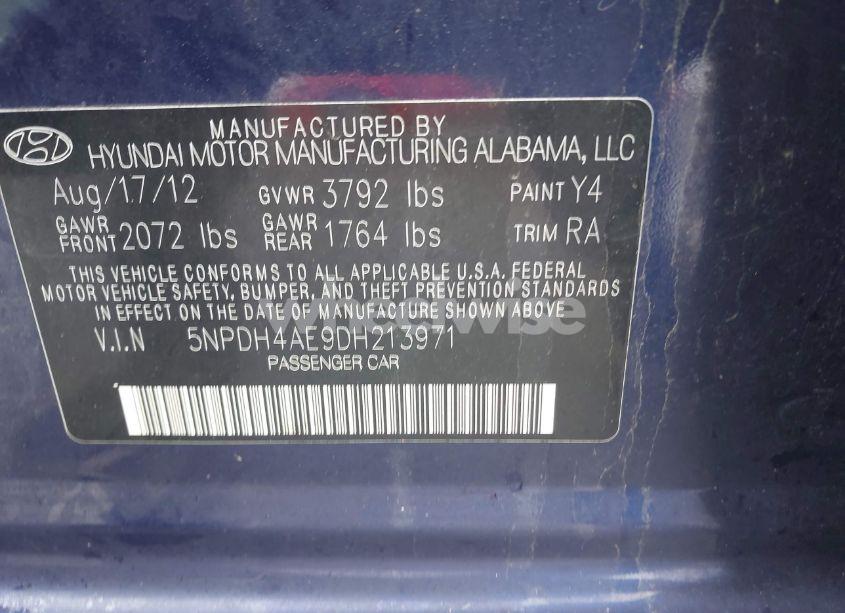 MANUFACTURED BY
HYUNDAI MOTOR MANUFACTURING ALABAMA, LLC
Aug/17/12 GVWR 3792 lbs PAINT Y4
GAWR FRONT 2072 lbs GAWR REAR 1764 lbs TRIM RA
THIS VEHICLE CONFORMS TO ALL APPLICABLE U.S.A. FEDERAL
MOTOR VEHICLE SAFETY, BUMPER, AND THEFT PREVENTION STANDARDS
IN EFFECT ON THE DATE OF MANUFACTURE SHOWN ABOVE
V.I.N 5NPDH4AE9DH213971
PASSENGER CAR